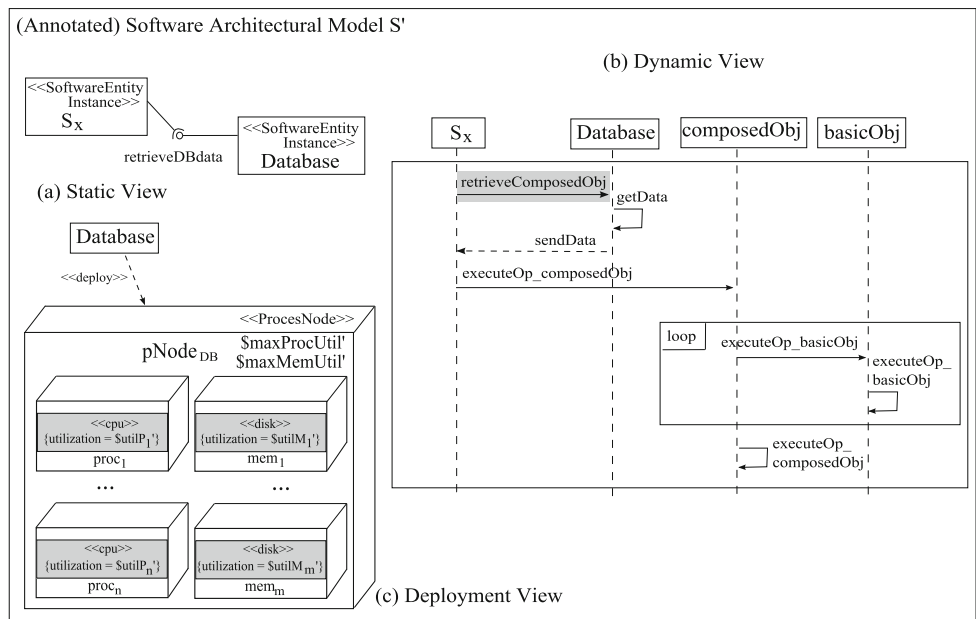 (Annotated) Software Architectural Model S'
<<SoftwareEntity
Instance>>
Sx
retrieveDBdata
<<SoftwareEntity
Instance>>
Database
(a) Static View
Database
<<deploy>>
<<ProcesNode>>
pNodeDB
$maxProcUtil'
$maxMemUtil'
<<cpu>>
{utilization = $utilP1'}
proc1
<<disk>>
{utilization = $utilM1'}
mem1
...
...
<<cpu>>
{utilization = $utilPn'}
procn
<<disk>>
{utilization = $utilMm'}
memm
(c) Deployment View
(b) Dynamic View
Sx
Database
composedObj
basicObj
retrieveComposedObj
getData
sendData
executeOp_composedObj
loop
executeOp_basicObj
executeOp_
basicObj
executeOp_
composedObj